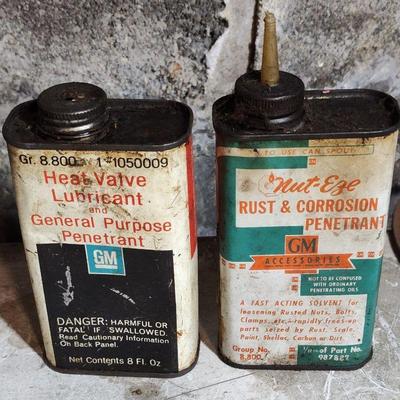 Gr. 8.800 1 #1050009
Heat Valve
Lubricant
and
General Purpose
Penetrant
GM
DANGER: HARMFUL OR
FATAL IF SWALLOWED.
Read Cautionary Information
On Back Panel.
Net Contents 8 Fl. Oz
TO USE CAN SPOUT
Nut-Eze
RUST & CORROSION
PENETRANT
GM
ACCESSORIES
NOT TO BE CONFUSED
WITH ORDINARY
PENETRATING OILS
A FAST ACTING SOLVENT for
loosening Rusted Nuts, Bolts,
Clamps, etc. - rapidly frees-up
parts seized by Rust, Scale,
Paint, Shellac, Carbon or Dirt.
Group No.
8.800
Part No.
987827